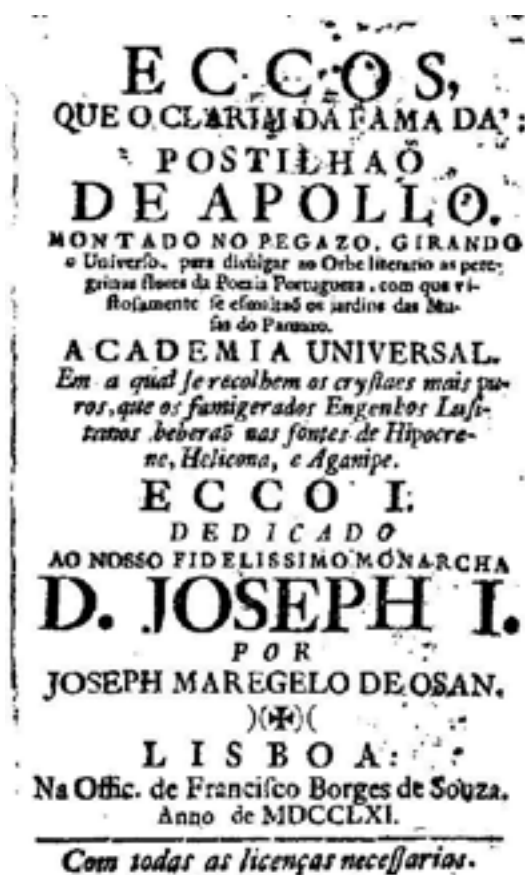 ECCOS,
QUE O CLARIM DA FAMA DA':
POSTILHAÕ
DE APOLLO.
MONTADO NO PEGAZO, GIRANDO
o Universo, para divulgar ao Orbe literario as pere-
grinas flores da Poezia Portugueza, com que vi-
stosamente se esmaltaõ os jardins das Mu-
sas do Parnazo.
ACADEMIA UNIVERSAL.
Em a qual se recolhem os crystaes mais pu-
ros, que os famigerados Engenhos Lusi-
tanos beberaõ nas fontes de Hipocre-
ne, Helicona, e Aganipe.
ECCO I.
DEDICADO
AO NOSSO FIDELISSIMO MONARCHA
D. JOSEPH I.
POR
JOSEPH MAREGELO DE OSAN.
)(✠)(
LISBOA:
Na Offic. de Francisco Borges de Souza.
Anno de MDCCLXI.
Com todas as licenças necessarias.